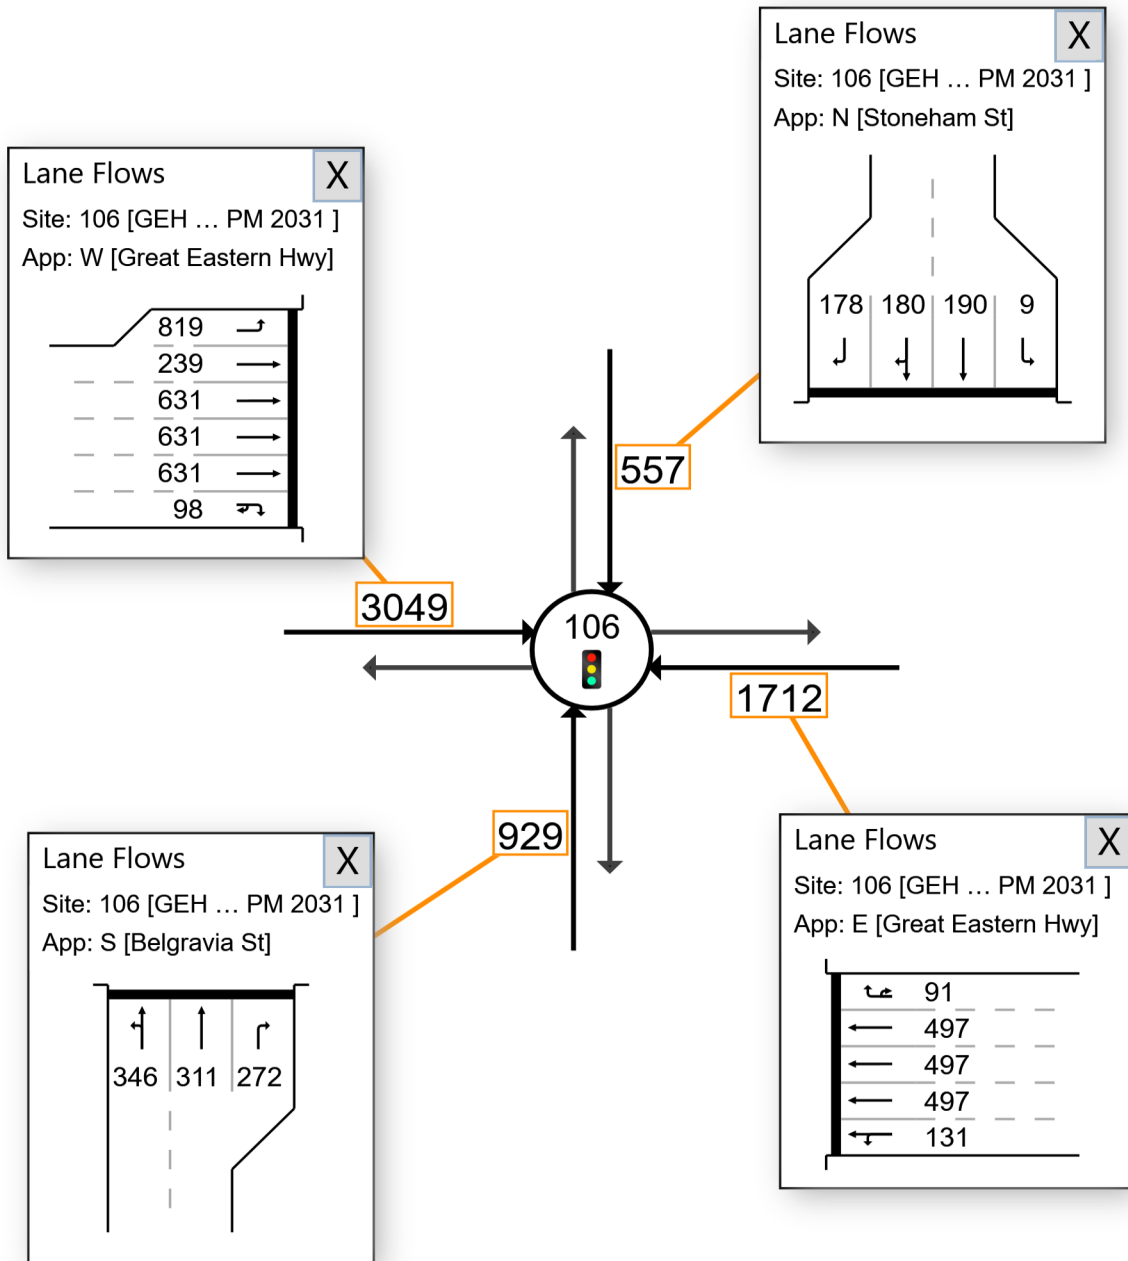 Lane Flows
X
Site: 106 [GEH ... PM 2031 ]
App: N [Stoneham St]
178 180 190 9
Lane Flows
X
Site: 106 [GEH ... PM 2031 ]
App: W [Great Eastern Hwy]
819
239
631
631
631
98
557
3049
106
1712
929
Lane Flows
X
Site: 106 [GEH ... PM 2031 ]
App: S [Belgravia St]
346 311 272
Lane Flows
X
Site: 106 [GEH ... PM 2031 ]
App: E [Great Eastern Hwy]
91
497
497
497
131